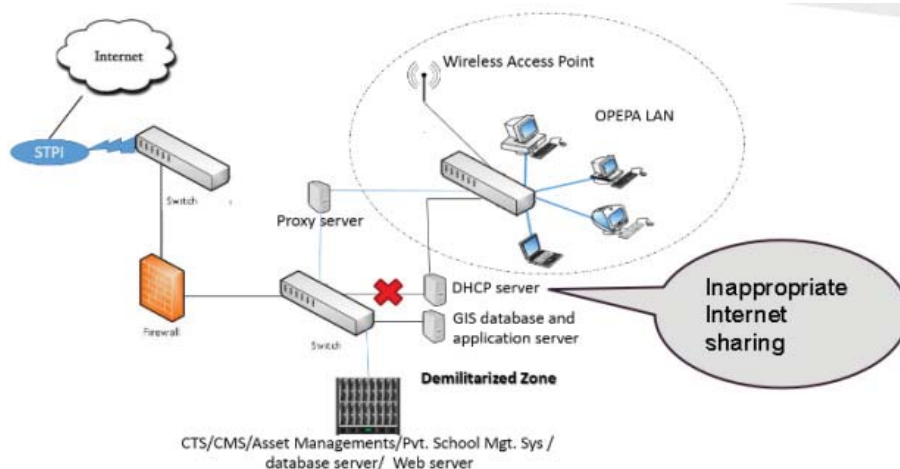 Internet
STPI
Switch
Wireless Access Point
OPEPA LAN
Proxy server
Firewall
Switch
DHCP server
GIS database and
application server
Inappropriate
Internet
sharing
Demilitarized Zone
CTS/CMS/Asset Managements/Pvt. School Mgt. Sys /
database server/ Web server